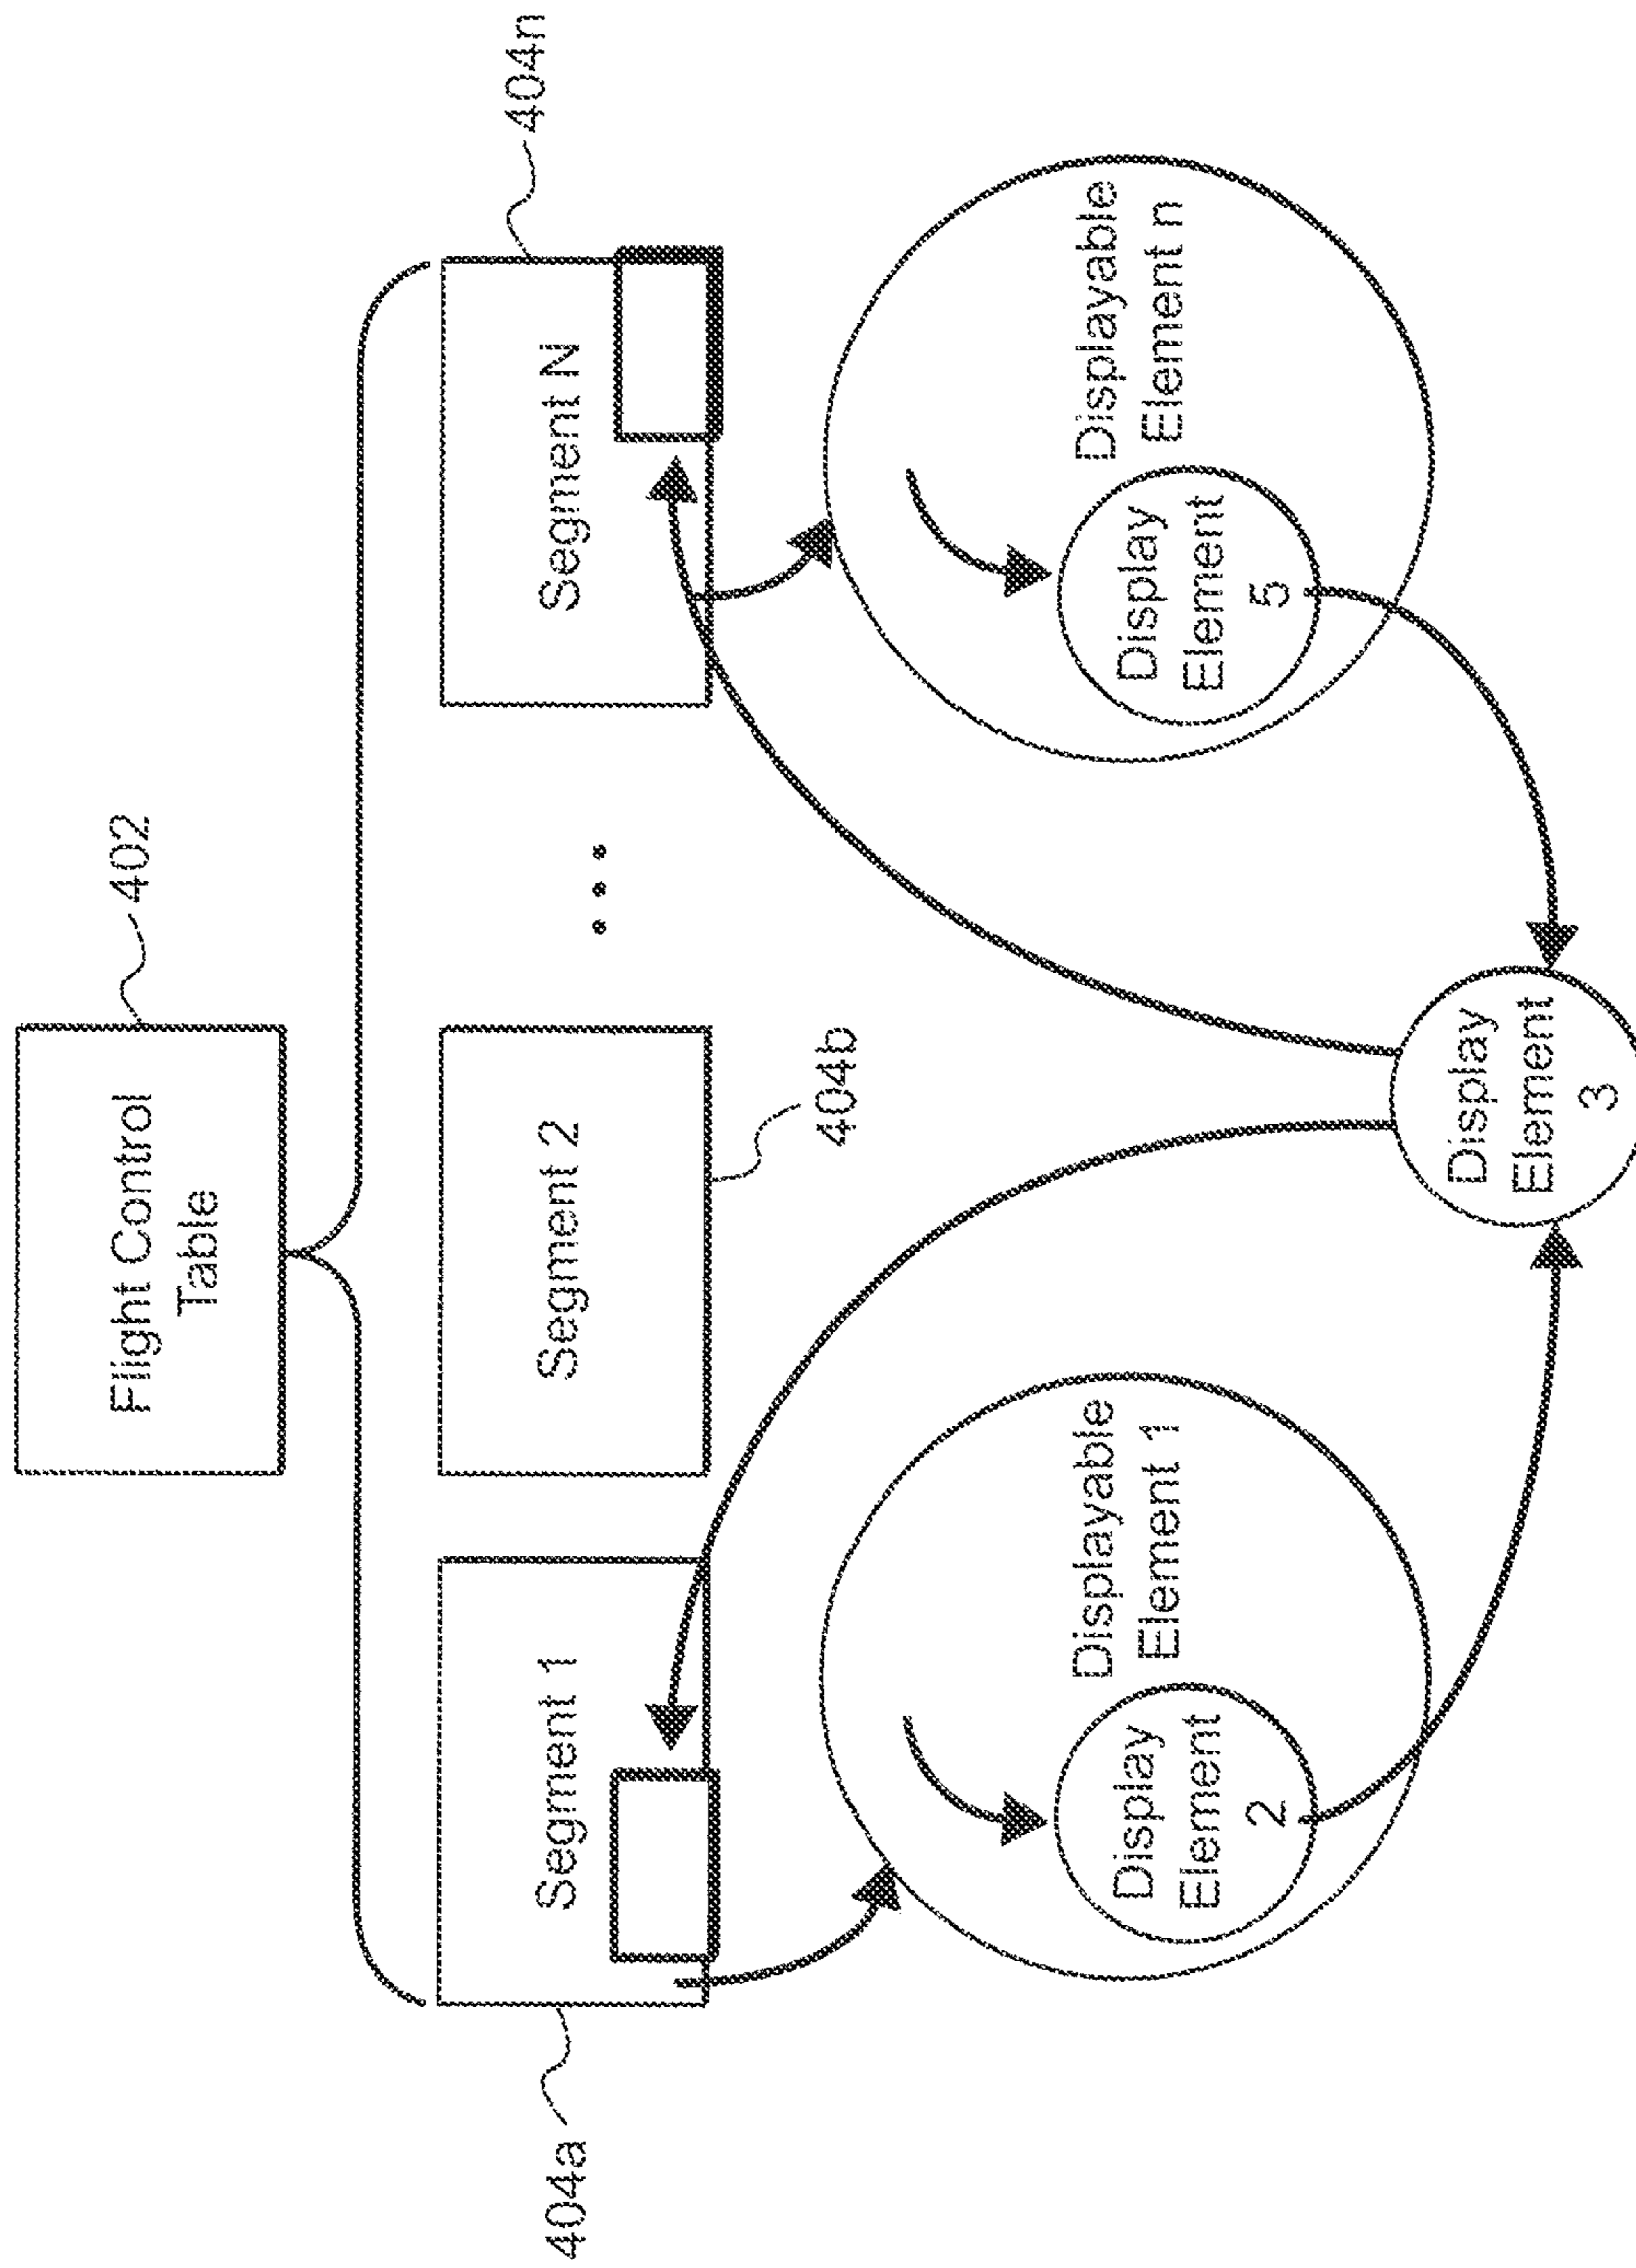 402
Flight Control
Table
404a
Segment 1
Segment 2
404b
...
Segment N
404n
Displayable
Element 1
Display
Element
2
Displayable
Element n
Display
Element
5
Display
Element
3